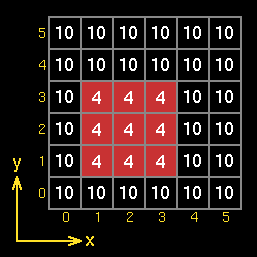 5 10 10 10 10 10 10
4 10 10 10 10 10 10
3 10 4 4 4 10 10
2 10 4 4 4 10 10
1 10 4 4 4 10 10
0 10 10 10 10 10 10
0 1 2 3 4 5
y
x